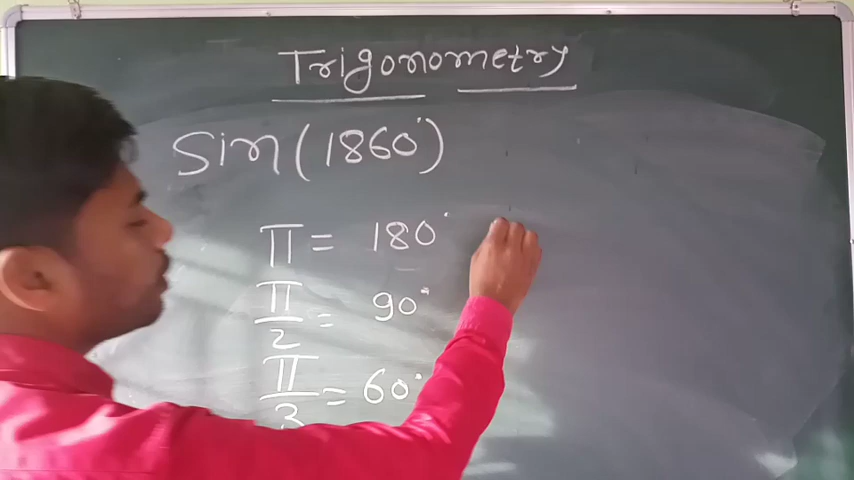 Trigonometry
Sin(1860°)
π = 180°
π/2 = 90°
π/3 = 60°